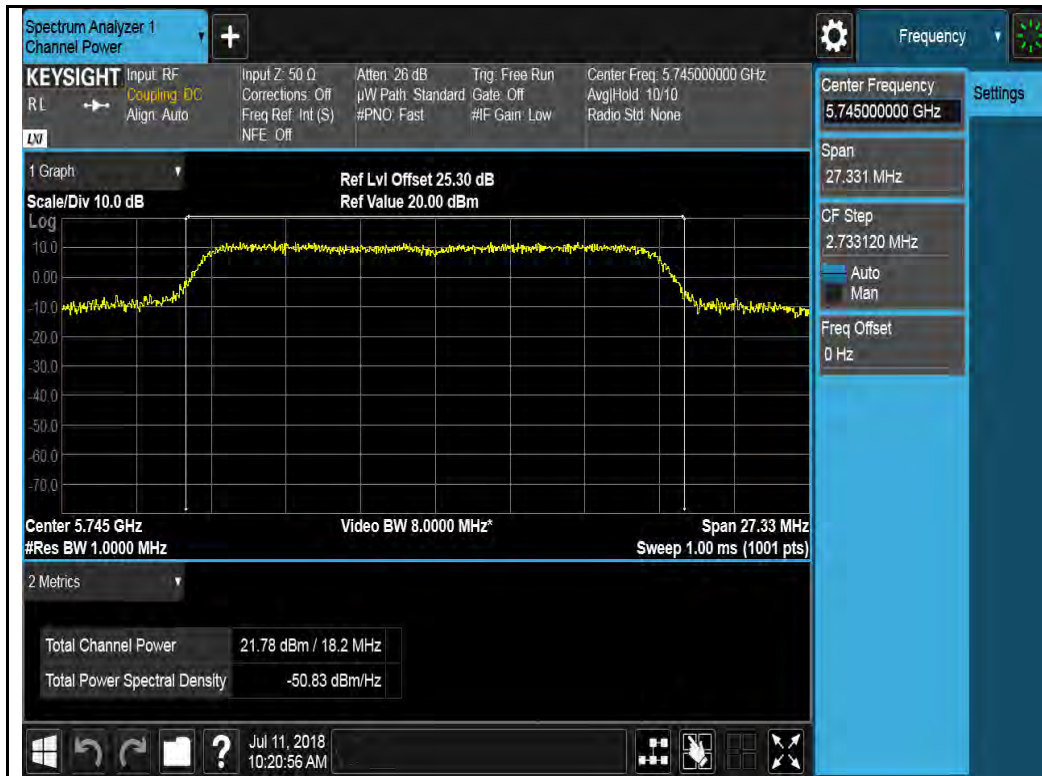 Spectrum Analyzer 1
Channel Power
+
Frequency
KEYSIGHT
RL
LXI
Input: RF
Coupling: DC
Align: Auto
Input Z: 50 Ω
Corrections: Off
Freq Ref: Int (S)
NFE: Off
Atten: 26 dB
µW Path: Standard
#PNO: Fast
Trig: Free Run
Gate: Off
#IF Gain: Low
Center Freq: 5.745000000 GHz
Avg|Hold: 10/10
Radio Std: None
Center Frequency
5.745000000 GHz
Settings
Span
27.331 MHz
CF Step
2.733120 MHz
Auto
Man
Freq Offset
0 Hz
1 Graph
Scale/Div 10.0 dB
Ref Lvl Offset 25.30 dB
Ref Value 20.00 dBm
Log
10.0
0.00
-10.0
-20.0
-30.0
-40.0
-50.0
-60.0
-70.0
Center 5.745 GHz
#Res BW 1.0000 MHz
Video BW 8.0000 MHz*
Span 27.33 MHz
Sweep 1.00 ms (1001 pts)
2 Metrics
Total Channel Power 21.78 dBm / 18.2 MHz
Total Power Spectral Density -50.83 dBm/Hz
?
Jul 11, 2018
10:20:56 AM